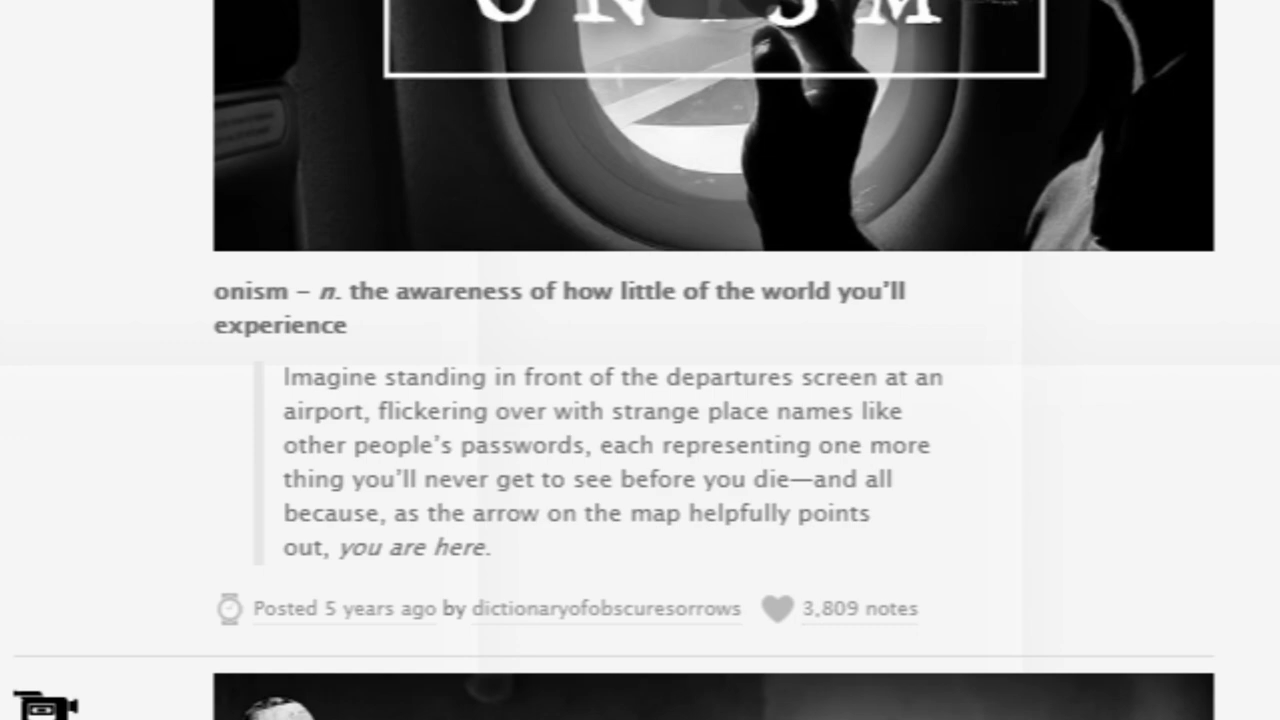 ONISM
onism – n. the awareness of how little of the world you’ll
experience
Imagine standing in front of the departures screen at an
airport, flickering over with strange place names like
other people’s passwords, each representing one more
thing you’ll never get to see before you die—and all
because, as the arrow on the map helpfully points
out, you are here.
Posted 5 years ago by dictionaryofobscuresorrows 3,809 notes